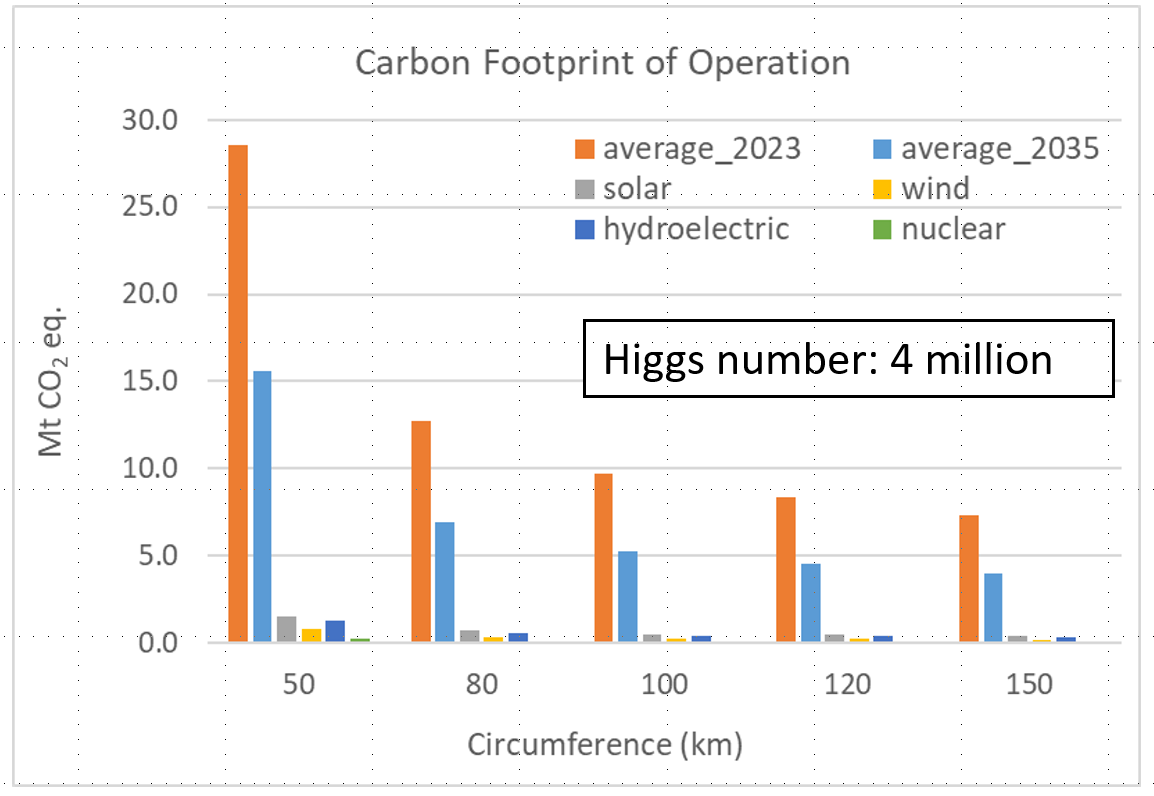 Carbon Footprint of Operation
30.0
average_2023 average_2035
solar wind
25.0
hydroelectric nuclear
20.0
Higgs number: 4 million
15.0
Mt CO₂ eq.
10.0
5.0
0.0
50 80 100 120 150
Circumference (km)